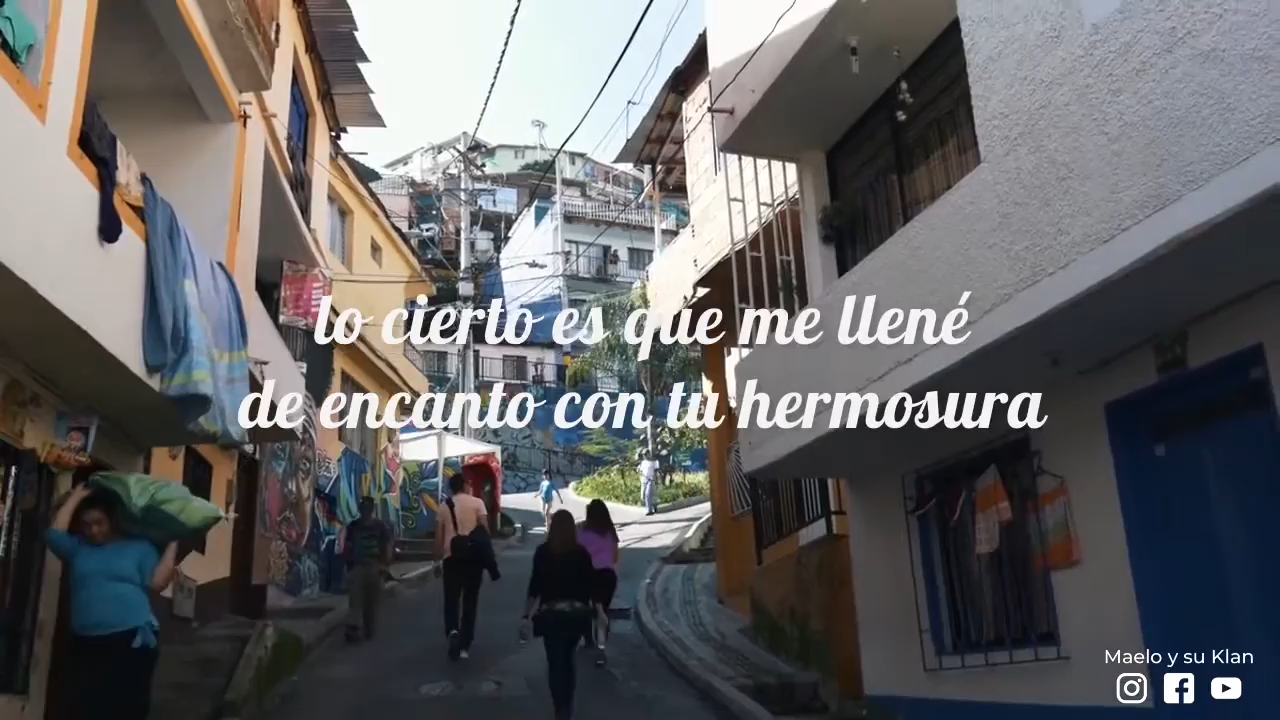 lo cierto es que me llené
de encanto con tu hermosura
Maelo y su Klan